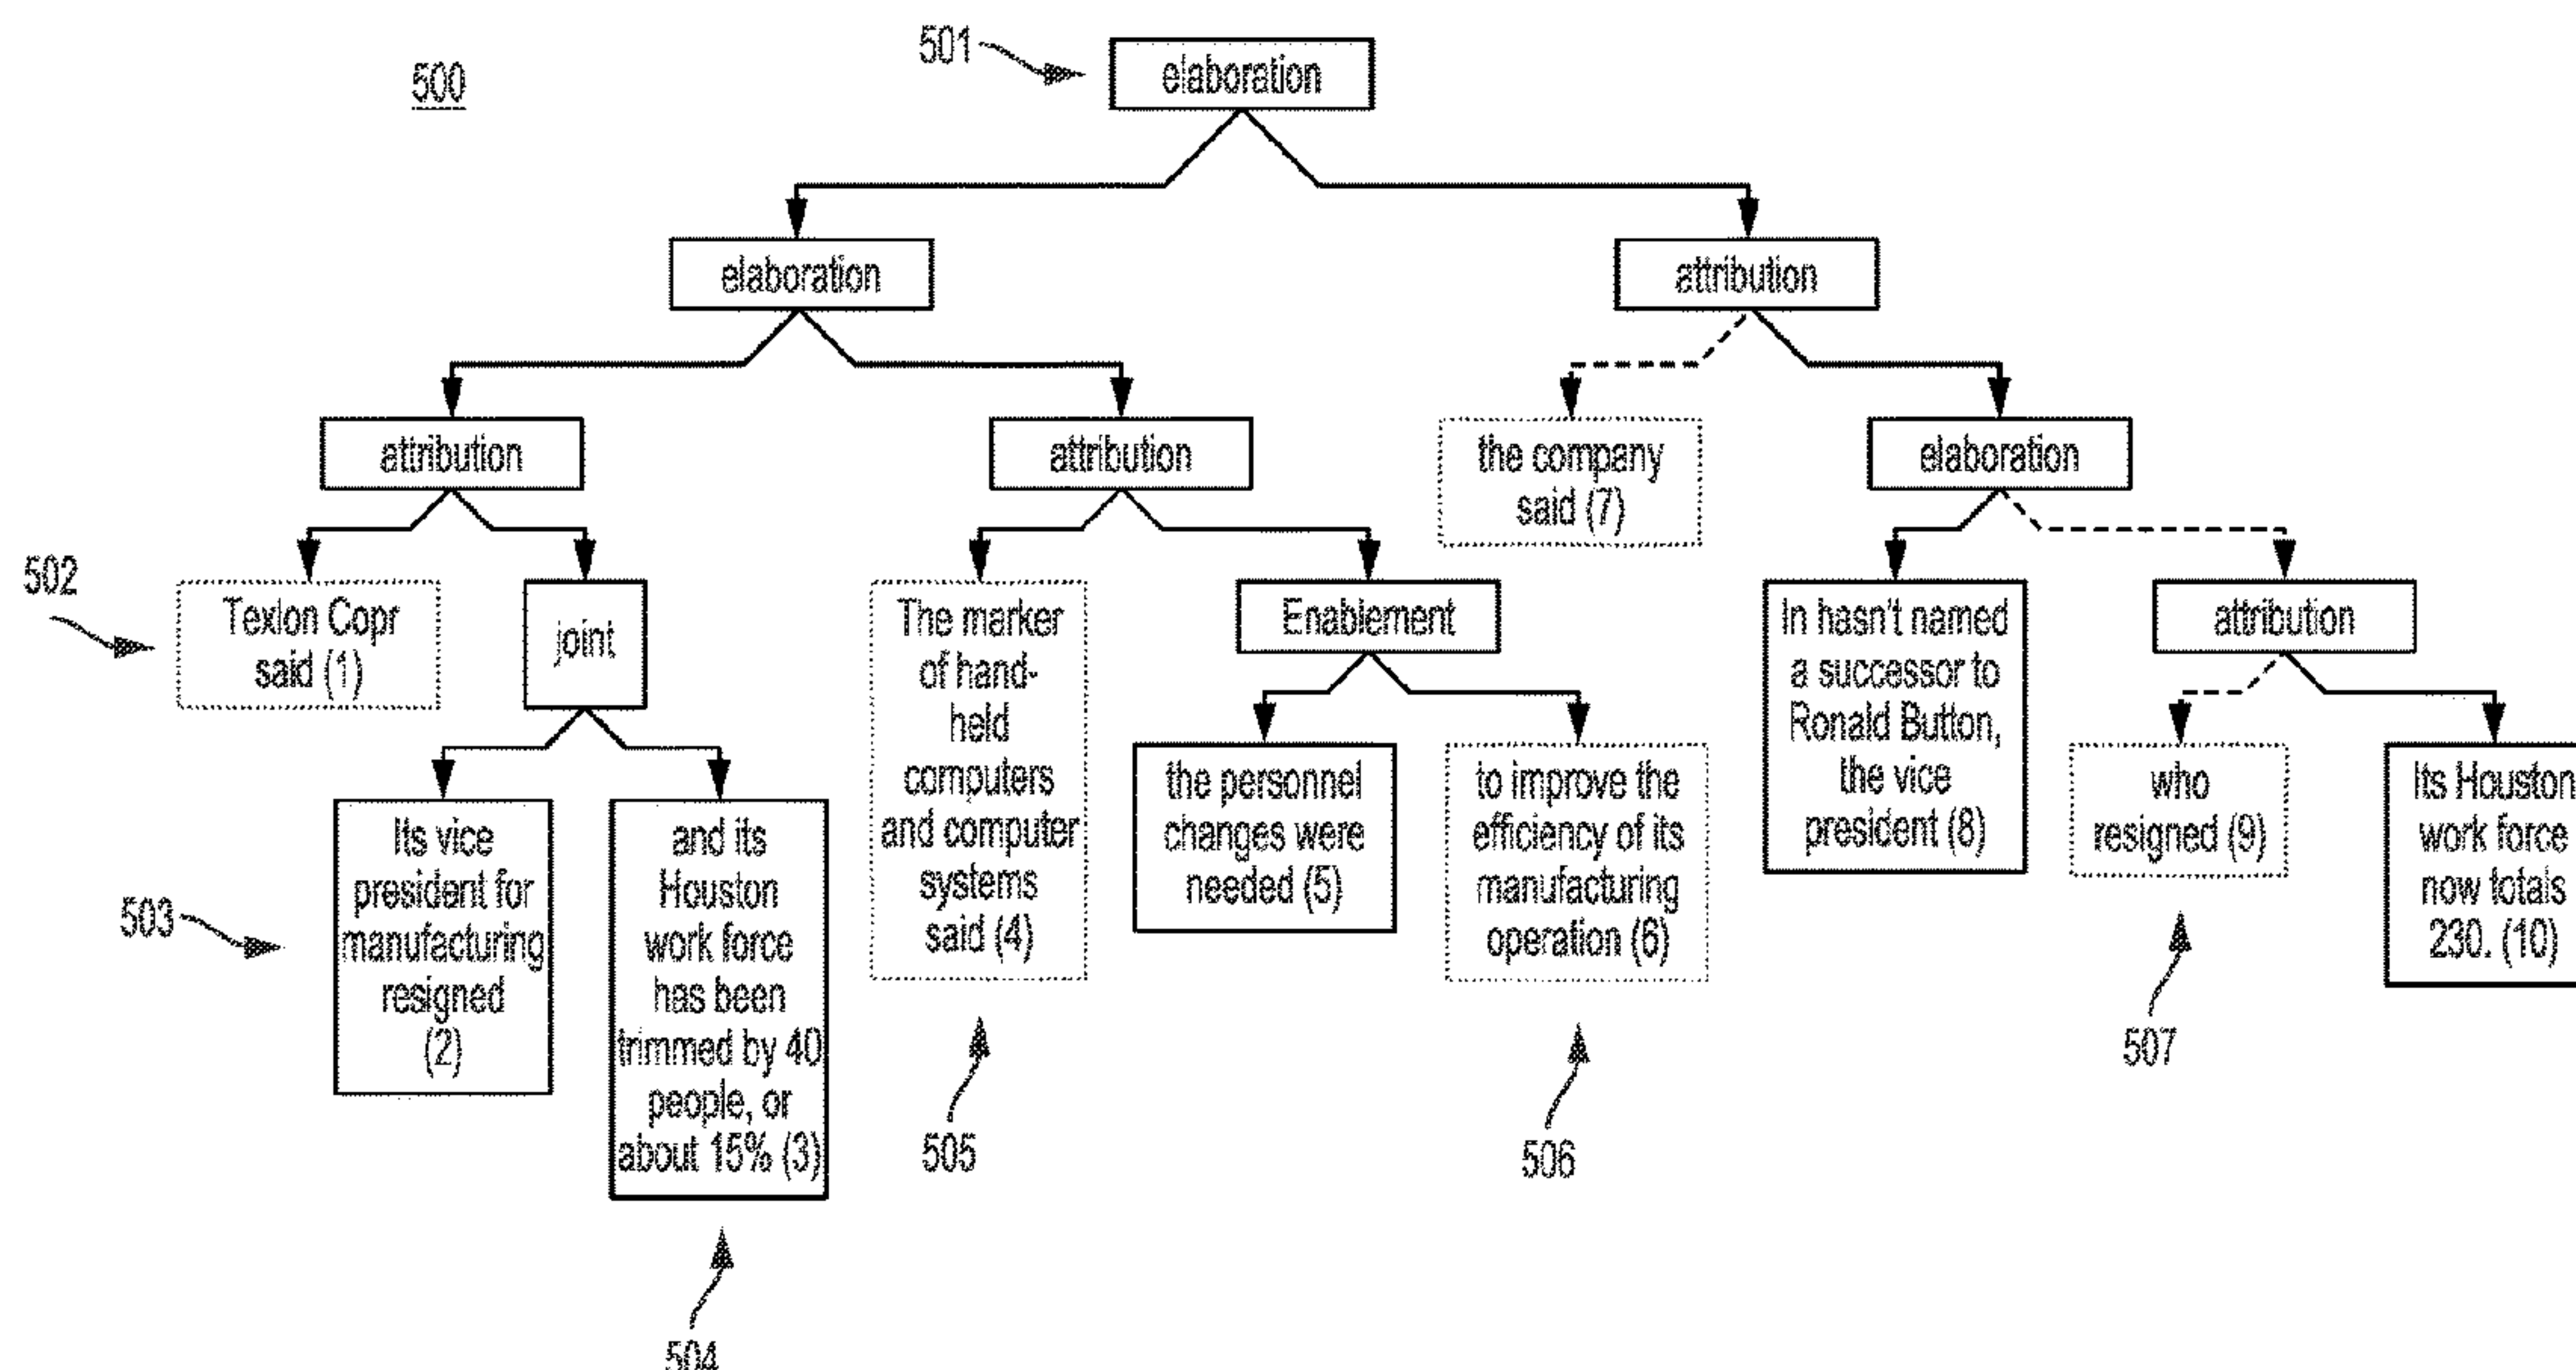 501
500
elaboration
elaboration
attribution
attribution
attribution
the company
said (7)
elaboration
502
Texlon Copr
said (1)
joint
The marker
of hand-
held
computers
and computer
systems
said (4)
Enablement
In hasn't named
a successor to
Ronald Button,
the vice
president (8)
attribution
503
Its vice
president for
manufacturing
resigned
(2)
and its
Houston
work force
has been
trimmed by 40
people, or
about 15% (3)
the personnel
changes were
needed (5)
to improve the
efficiency of its
manufacturing
operation (6)
who
resigned (9)
Its Houston
work force
now totals
230. (10)
505
506
507
504